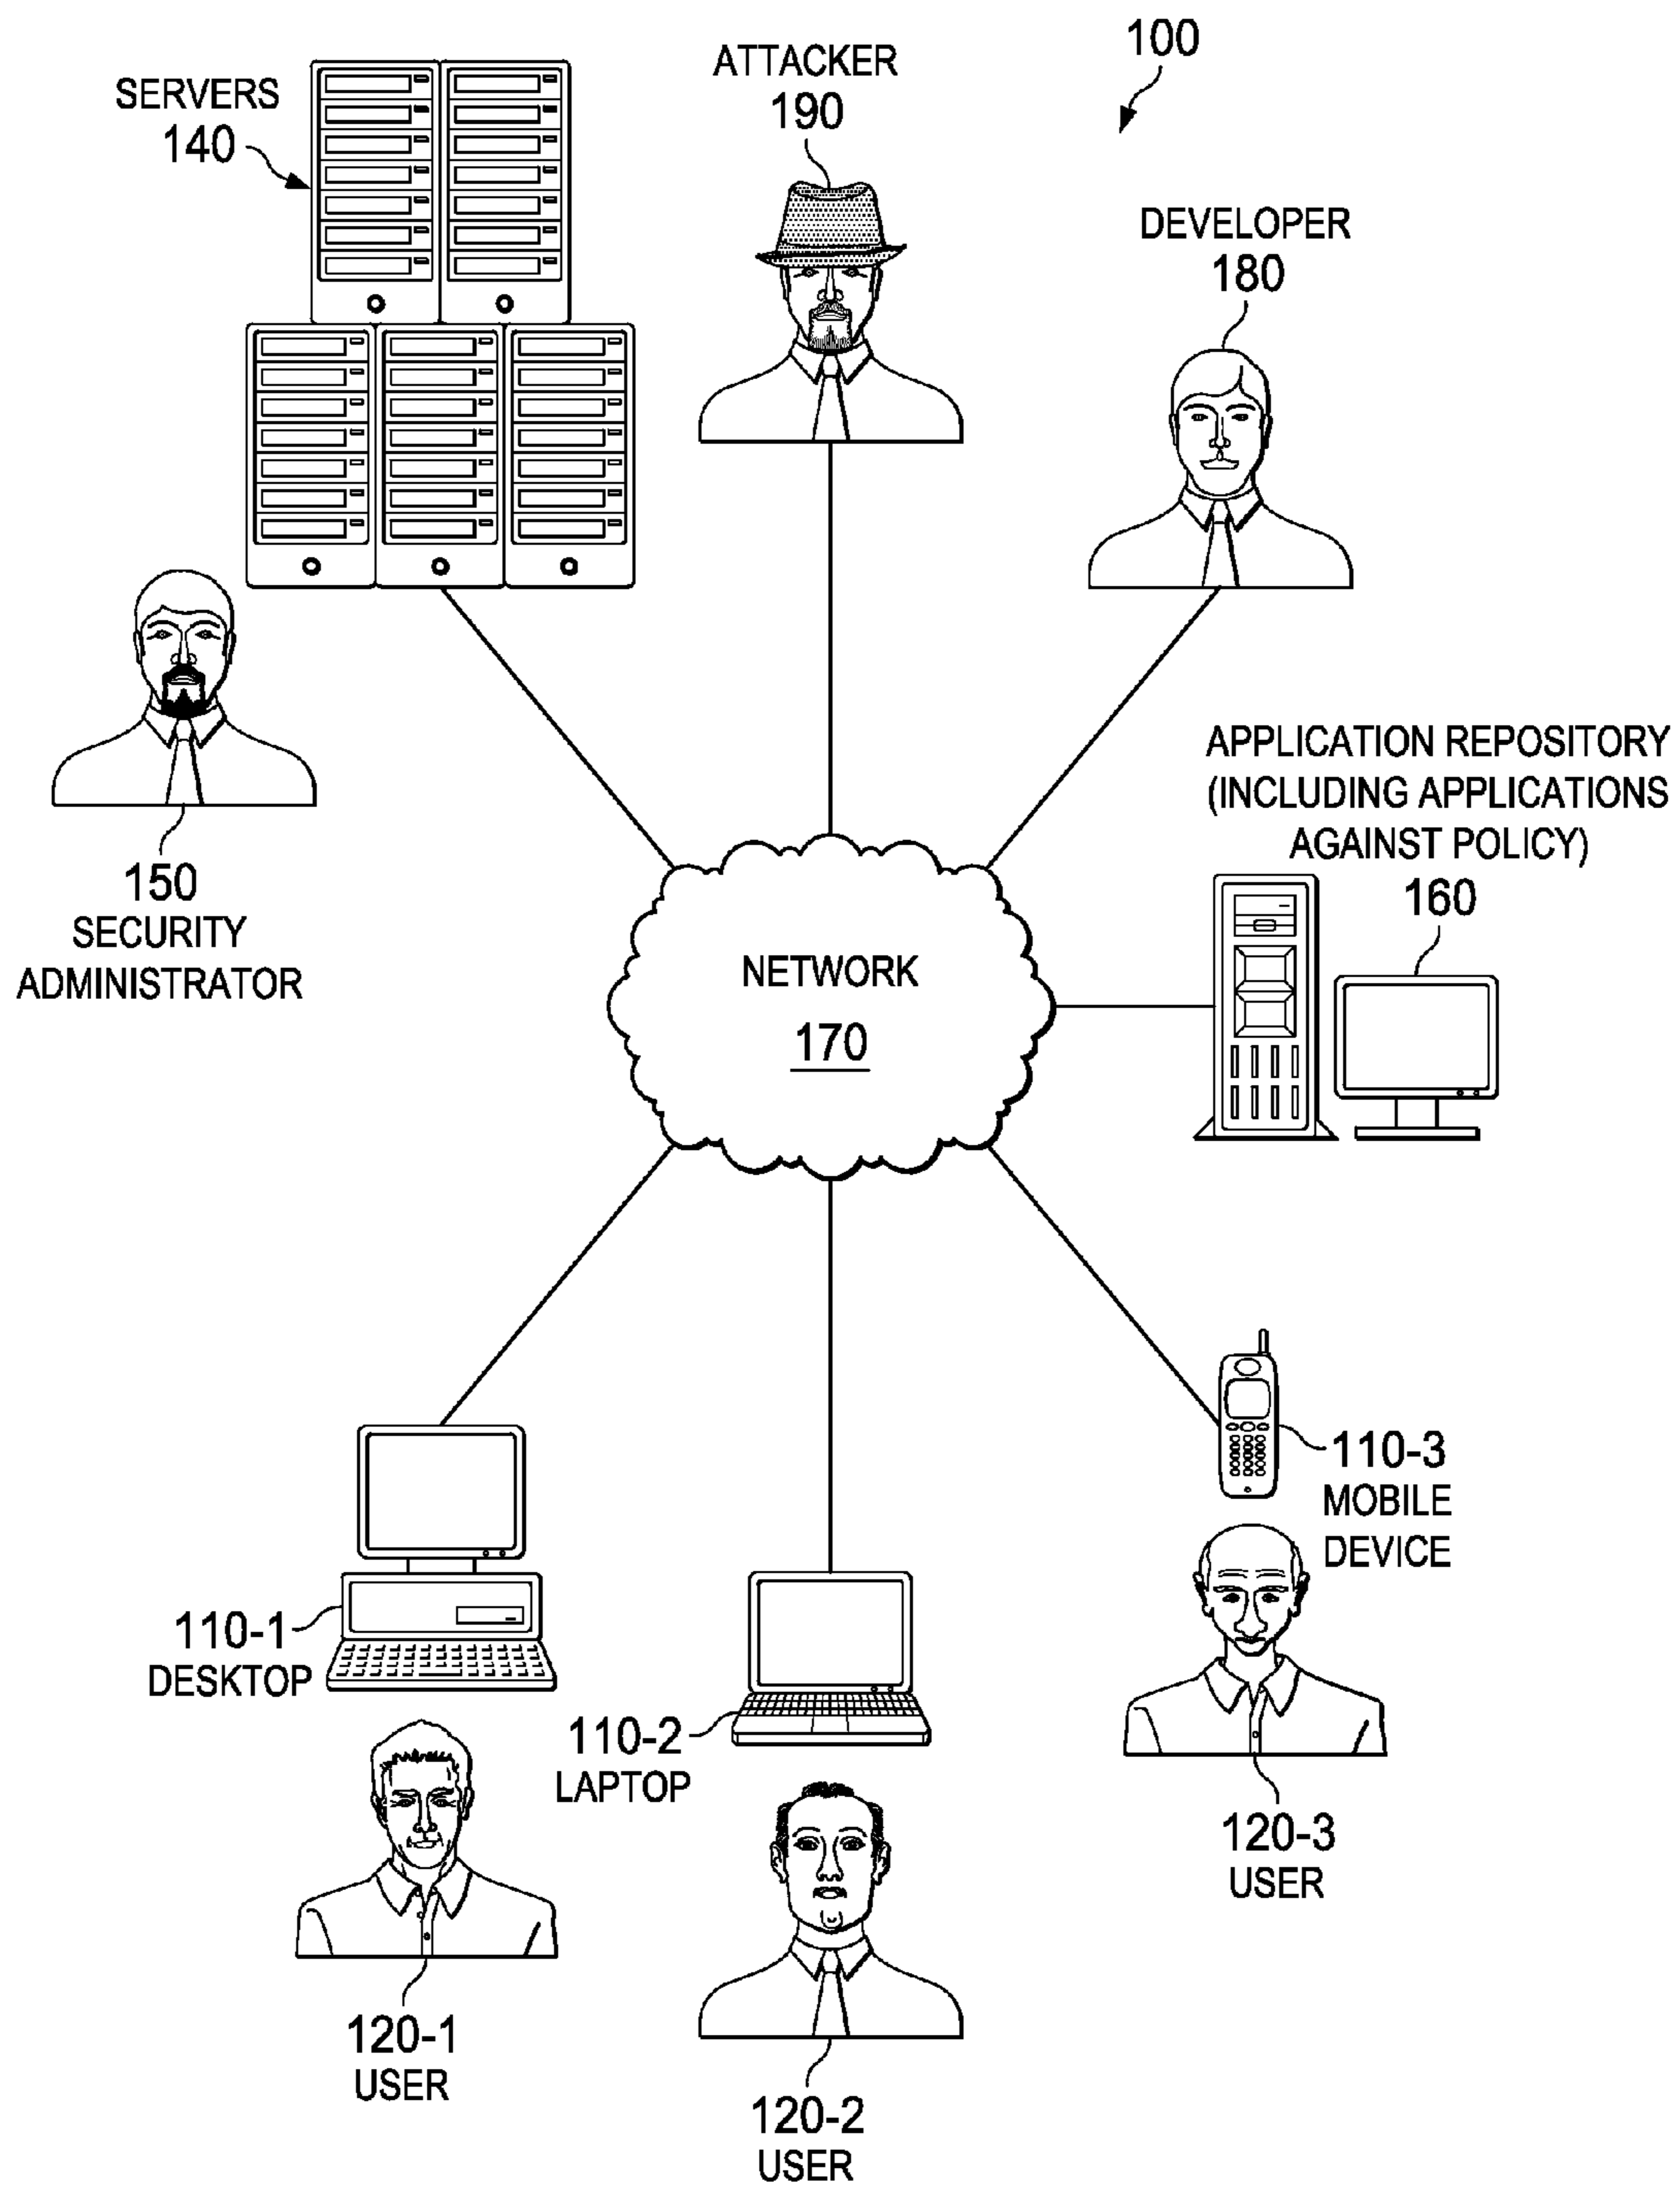 100
ATTACKER
190
SERVERS
140
DEVELOPER
180
APPLICATION REPOSITORY
(INCLUDING APPLICATIONS
AGAINST POLICY)
160
150
SECURITY
ADMINISTRATOR
NETWORK
170
110-3
MOBILE
DEVICE
110-1
DESKTOP
110-2
LAPTOP
120-3
USER
120-1
USER
120-2
USER